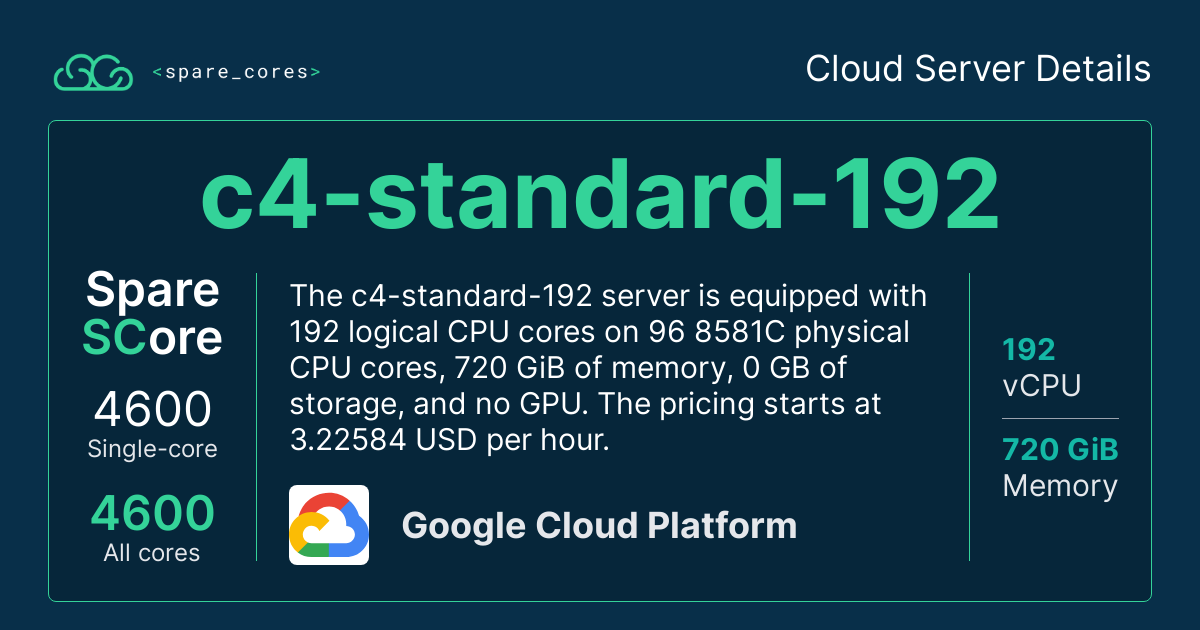 <spare_cores>
Cloud Server Details
c4-standard-192
Spare
SCore
4600
Single-core
4600
All cores
The c4-standard-192 server is equipped with
192 logical CPU cores on 96 8581C physical
CPU cores, 720 GiB of memory, 0 GB of
storage, and no GPU. The pricing starts at
3.22584 USD per hour.
Google Cloud Platform
192
vCPU
720 GiB
Memory